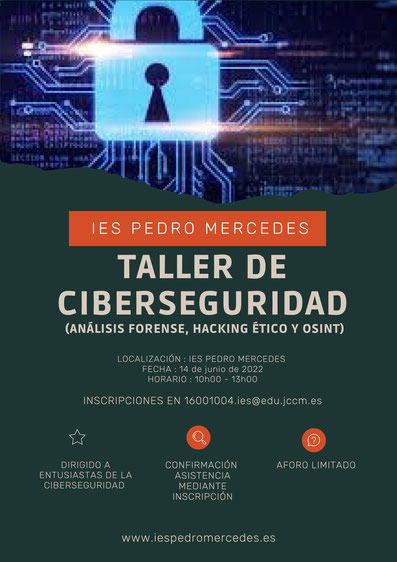 IES PEDRO MERCEDES
TALLER DE
CIBERSEGURIDAD
(ANÁLISIS FORENSE, HACKING ÉTICO Y OSINT)
LOCALIZACIÓN : IES PEDRO MERCEDES
FECHA : 14 de junio de 2022
HORARIO : 10h00 - 13h00
INSCRIPCIONES EN 16001004.ies@edu.jccm.es
DIRIGIDO A
ENTUSIASTAS DE LA
CIBERSEGURIDAD
CONFIRMACIÓN
ASISTENCIA
MEDIANTE
INSCRIPCIÓN
AFORO LIMITADO
www.iespedromercedes.es